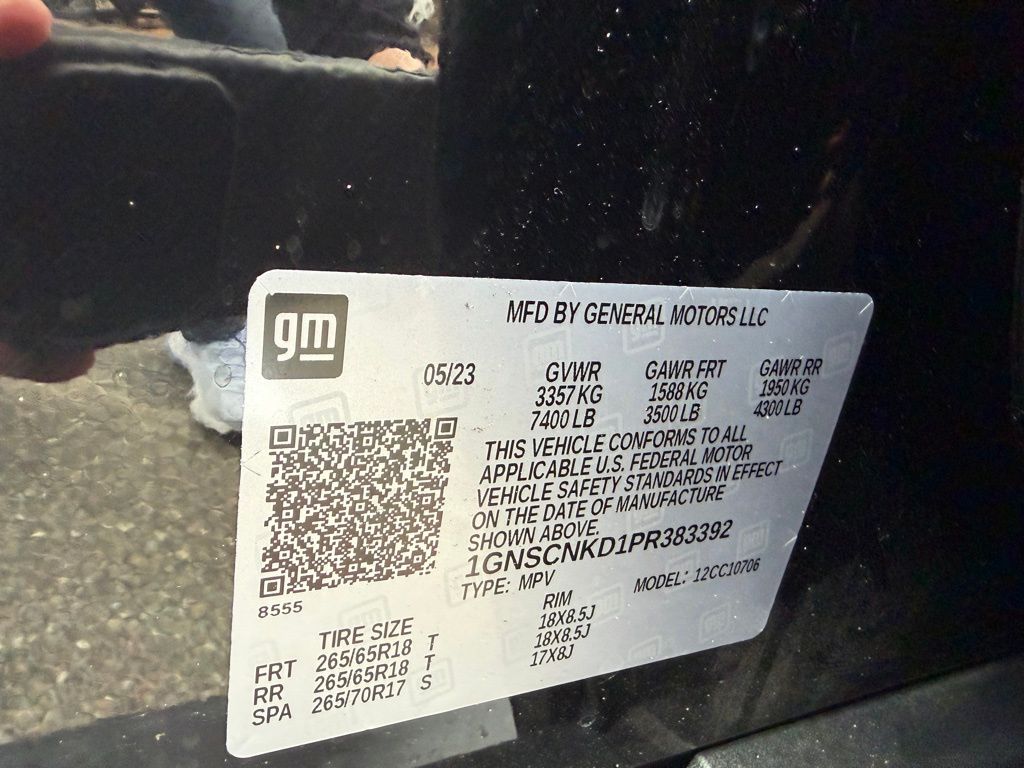 gm
MFD BY GENERAL MOTORS LLC
05/23 GVWR GAWR FRT GAWR RR
3357 KG 1588 KG 1950 KG
7400 LB 3500 LB 4300 LB
THIS VEHICLE CONFORMS TO ALL
APPLICABLE U.S. FEDERAL MOTOR
VEHICLE SAFETY STANDARDS IN EFFECT
ON THE DATE OF MANUFACTURE
SHOWN ABOVE.
1GNSCNKD1PR383392
TYPE: MPV MODEL: 12CC10706
8555
TIRE SIZE RIM
FRT 265/65R18 T 18X8.5J
RR 265/65R18 T 18X8.5J
SPA 265/70R17 S 17X8J